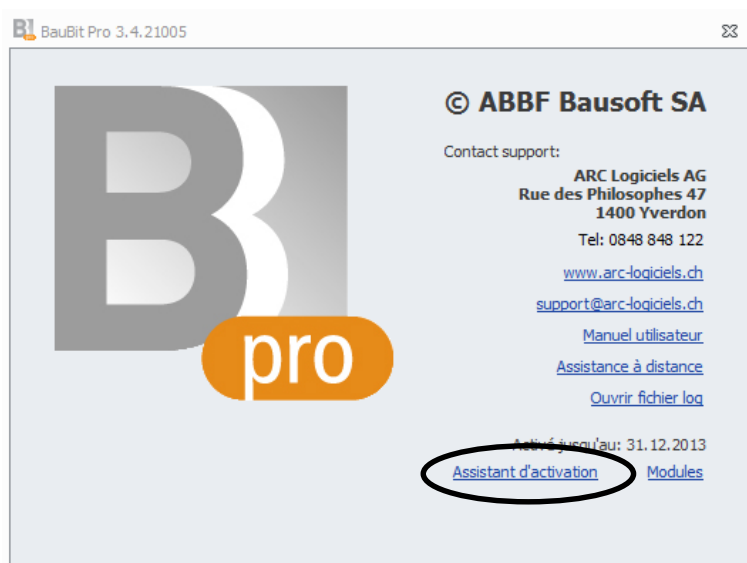 BauBit Pro 3.4.21005
B pro
© ABBF Bausoft SA
Contact support:
ARC Logiciels AG
Rue des Philosophes 47
1400 Yverdon
Tel: 0848 848 122
www.arc-logiciels.ch
support@arc-logiciels.ch
Manuel utilisateur
Assistance à distance
Ouvrir fichier log
Activé jusqu'au: 31.12.2013
Assistant d'activation Modules